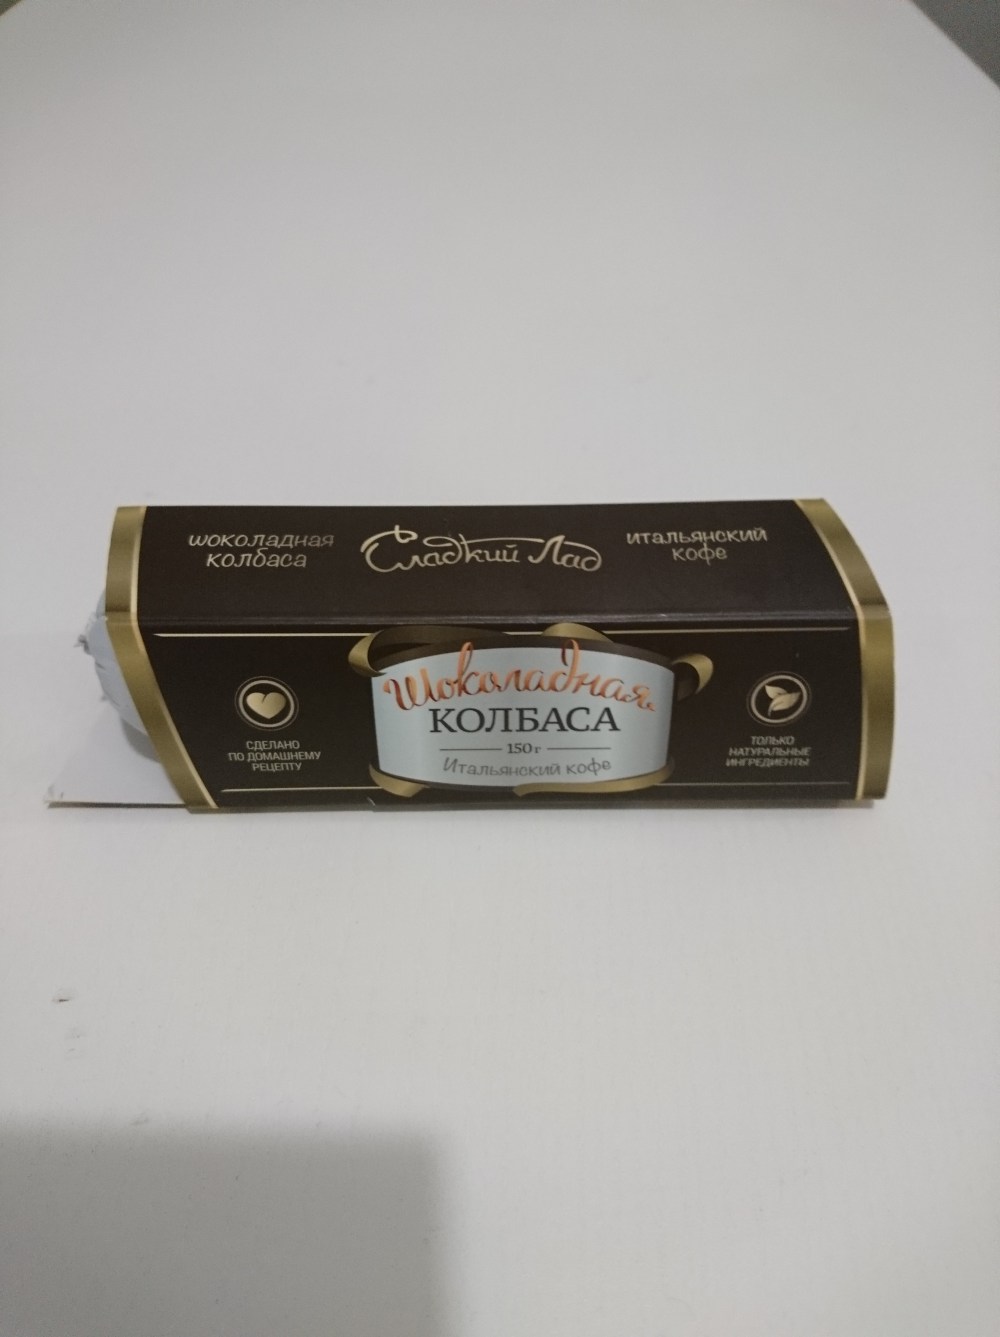 шоколадная
колбаса
Сладкий Лад
итальянский
кофе
Шоколадная
КОЛБАСА
150 г
Итальянский кофе
СДЕЛАНО
ПО ДОМАШНЕМУ
РЕЦЕПТУ
ТОЛЬКО
НАТУРАЛЬНЫЕ
ИНГРЕДИЕНТЫ